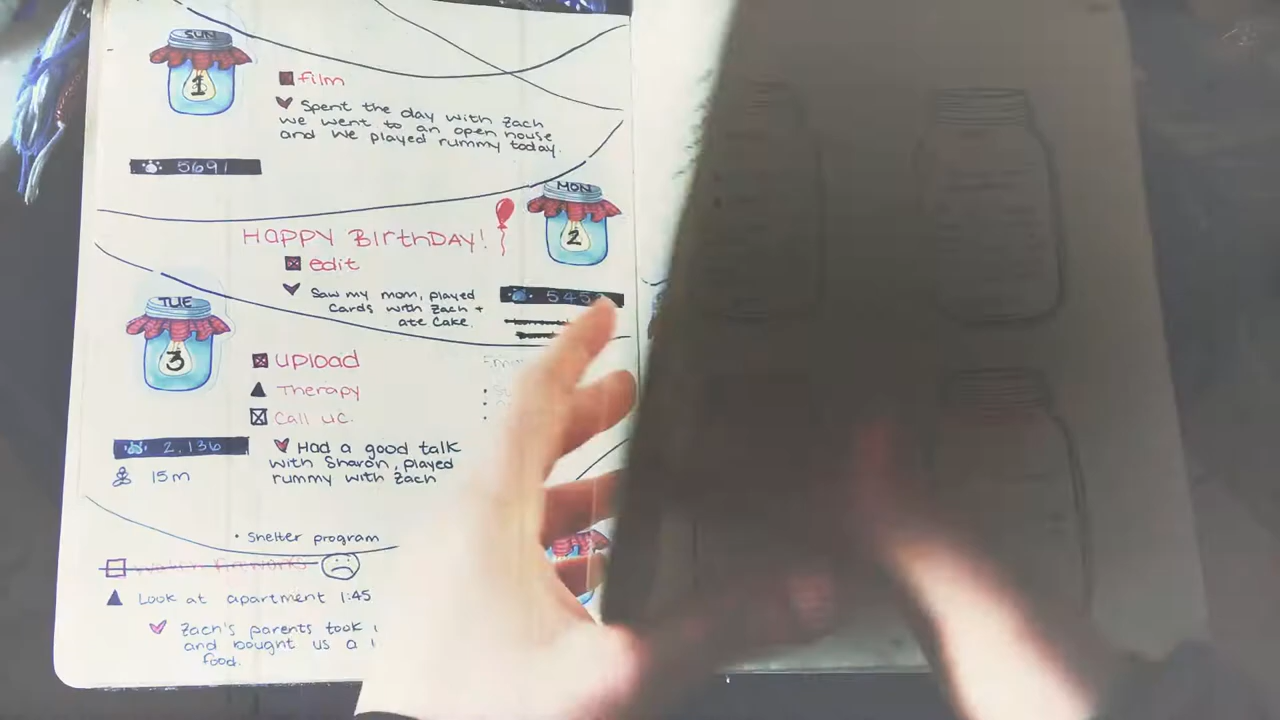 SUN
1
film
Spent the day with Zach
we went to an open house
and we played rummy today.
5691
MON
2
HAPPY BirthDAY!
edit
Saw my mom, played
cards with Zach +
ate cake.
545
TUE
3
upload
Therapy
Call u.c.
2,136
15m
Had a good talk
with Sharon, played
rummy with Zach
• Shelter program
Look at apartment 1:45
Zach's parents took
and bought us a
food.